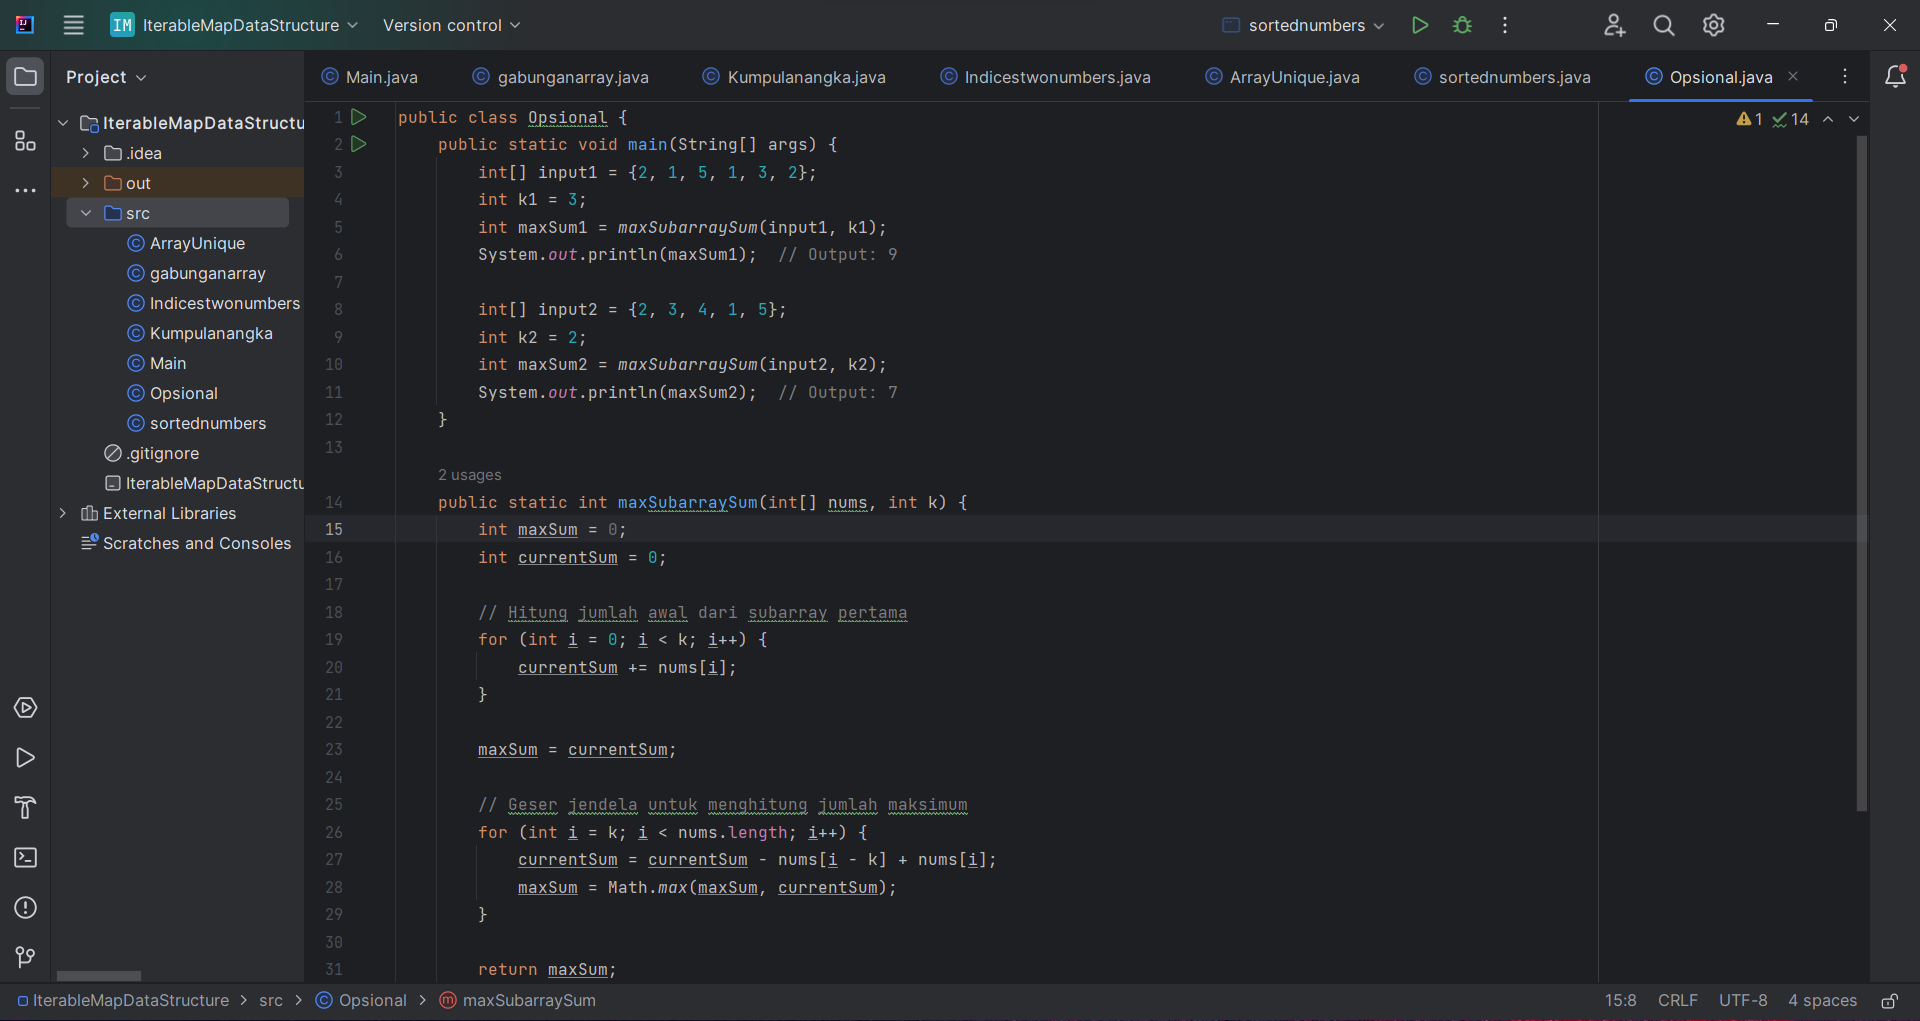 IM IterableMapDataStructure Version control sortednumbers
Project
Main.java gabunganarray.java Kumpulanangka.java Indicestwonumbers.java ArrayUnique.java sortednumbers.java Opsional.java
IterableMapDataStructu
.idea
out
src
ArrayUnique
gabunganarray
Indicestwonumbers
Kumpulanangka
Main
Opsional
sortednumbers
.gitignore
IterableMapDataStructu
External Libraries
Scratches and Consoles
1 14
1 public class Opsional {
2 public static void main(String[] args) {
3 int[] input1 = {2, 1, 5, 1, 3, 2};
4 int k1 = 3;
5 int maxSum1 = maxSubarraySum(input1, k1);
6 System.out.println(maxSum1);  // Output: 9
7
8 int[] input2 = {2, 3, 4, 1, 5};
9 int k2 = 2;
10 int maxSum2 = maxSubarraySum(input2, k2);
11 System.out.println(maxSum2);  // Output: 7
12 }
13
2 usages
14 public static int maxSubarraySum(int[] nums, int k) {
15 int maxSum = 0;
16 int currentSum = 0;
17
18 // Hitung jumlah awal dari subarray pertama
19 for (int i = 0; i < k; i++) {
20 currentSum += nums[i];
21 }
22
23 maxSum = currentSum;
24
25 // Geser jendela untuk menghitung jumlah maksimum
26 for (int i = k; i < nums.length; i++) {
27 currentSum = currentSum - nums[i - k] + nums[i];
28 maxSum = Math.max(maxSum, currentSum);
29 }
30
31 return maxSum;
IterableMapDataStructure > src > Opsional > maxSubarraySum 15:8 CRLF UTF-8 4 spaces